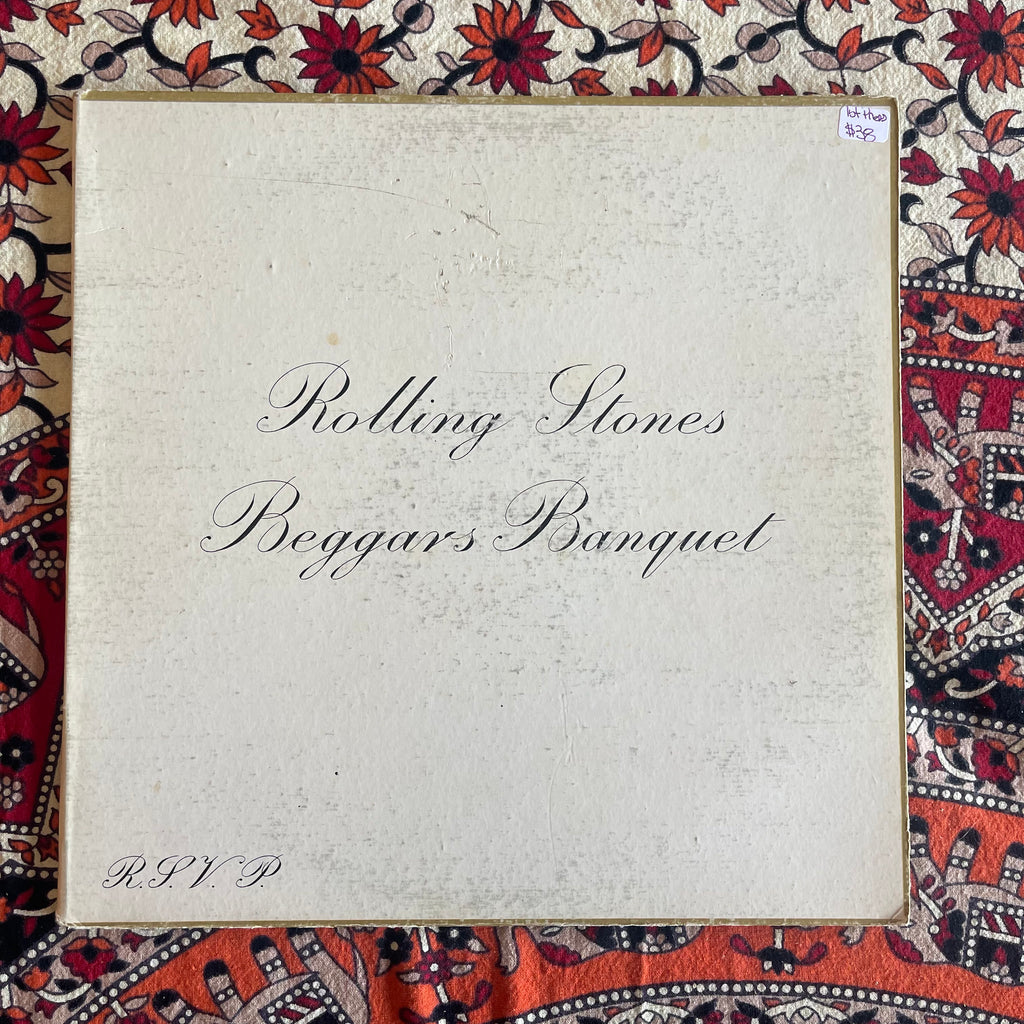 $38
Rolling Stones
Beggars Banquet
R.S.V.P.